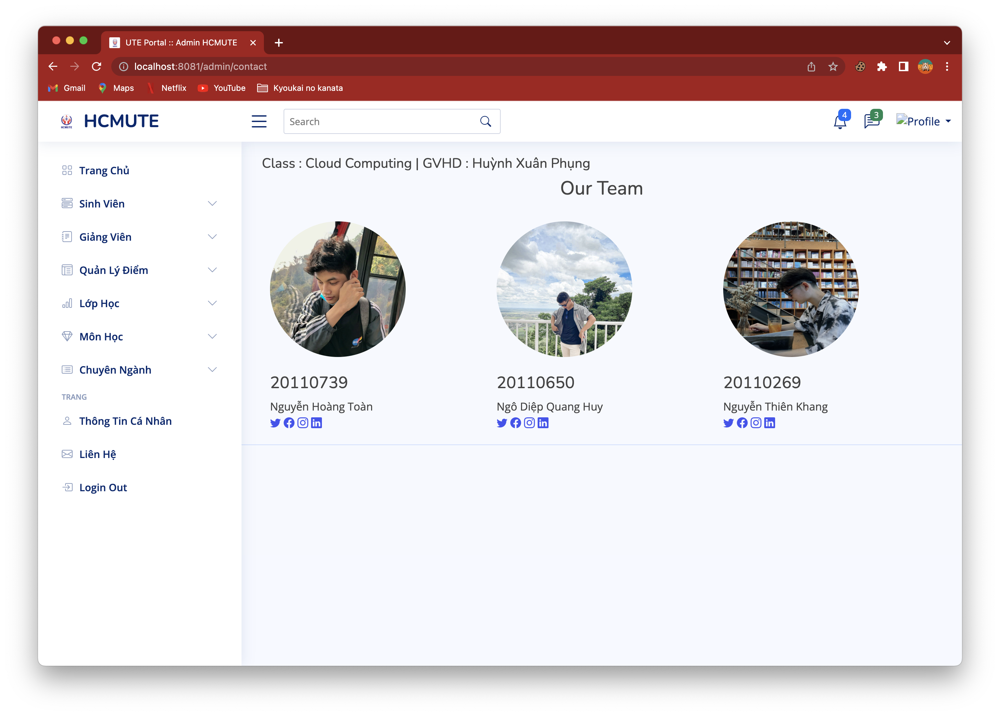 UTE Portal :: Admin HCMUTE
localhost:8081/admin/contact
Gmail Maps Netflix YouTube Kyoukai no kanata
HCMUTE HCMUTE Search 4 3 Profile
Class : Cloud Computing | GVHD : Huỳnh Xuân Phụng
Our Team
Trang Chủ
Sinh Viên
Giảng Viên
Quản Lý Điểm
Lớp Học
Môn Học
Chuyên Ngành
TRANG
Thông Tin Cá Nhân
Liên Hệ
Login Out
20110739 20110650 20110269
Nguyễn Hoàng Toàn Ngô Diệp Quang Huy Nguyễn Thiên Khang